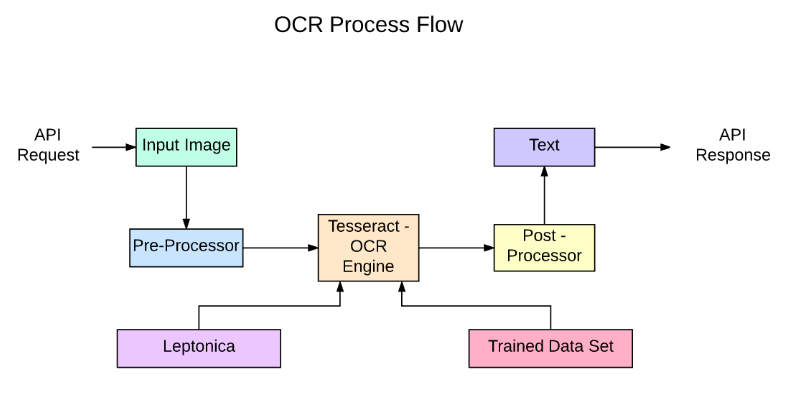 OCR Process Flow
API
Request
Input Image
Text
API
Response
Pre-Processor
Tesseract -
OCR
Engine
Post -
Processor
Leptonica
Trained Data Set